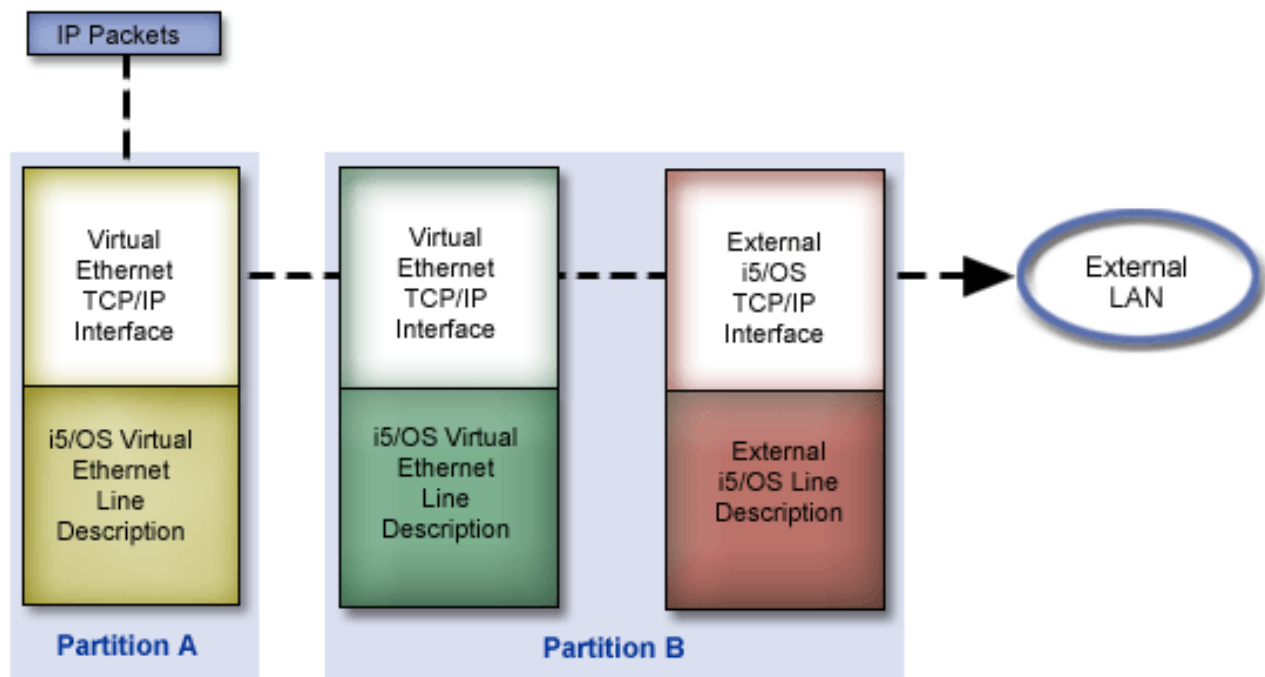 IP Packets
Virtual
Ethernet
TCP/IP
Interface
i5/OS Virtual
Ethernet
Line
Description
Partition A
Virtual
Ethernet
TCP/IP
Interface
i5/OS Virtual
Ethernet
Line
Description
External
i5/OS
TCP/IP
Interface
External
i5/OS Line
Description
Partition B
External
LAN